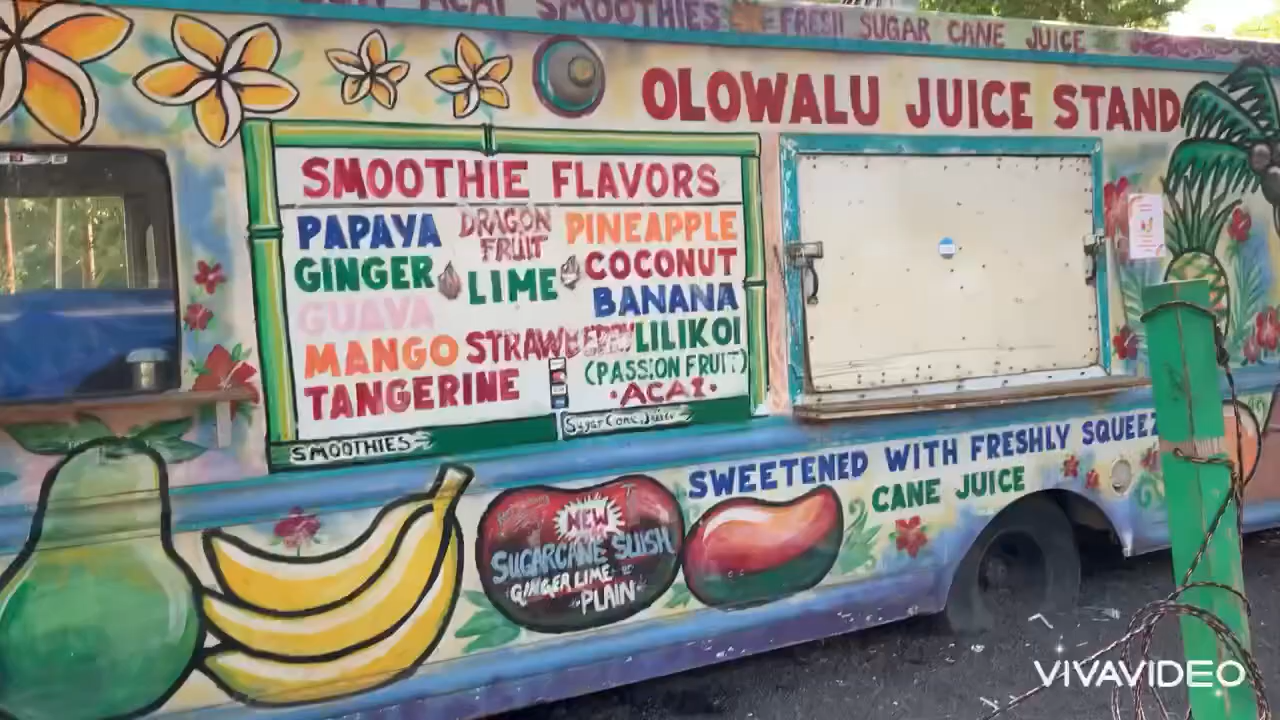 ACAI SMOOTHIES FRESH SUGAR CANE JUICE
OLOWALU JUICE STAND
SMOOTHIE FLAVORS
PAPAYA
GINGER
GUAVA
MANGO
TANGERINE
DRAGON
FRUIT
LIME
STRAWBERRY
PINEAPPLE
COCONUT
BANANA
LILIKOI
(PASSION FRUIT)
ACAI
SMOOTHIES
Sugar Cane Juice
SWEETENED WITH FRESHLY SQUEEZ
CANE JUICE
NEW
SUGARCANE SLUSH
GINGER LIME
PLAIN
VIVAVIDEO